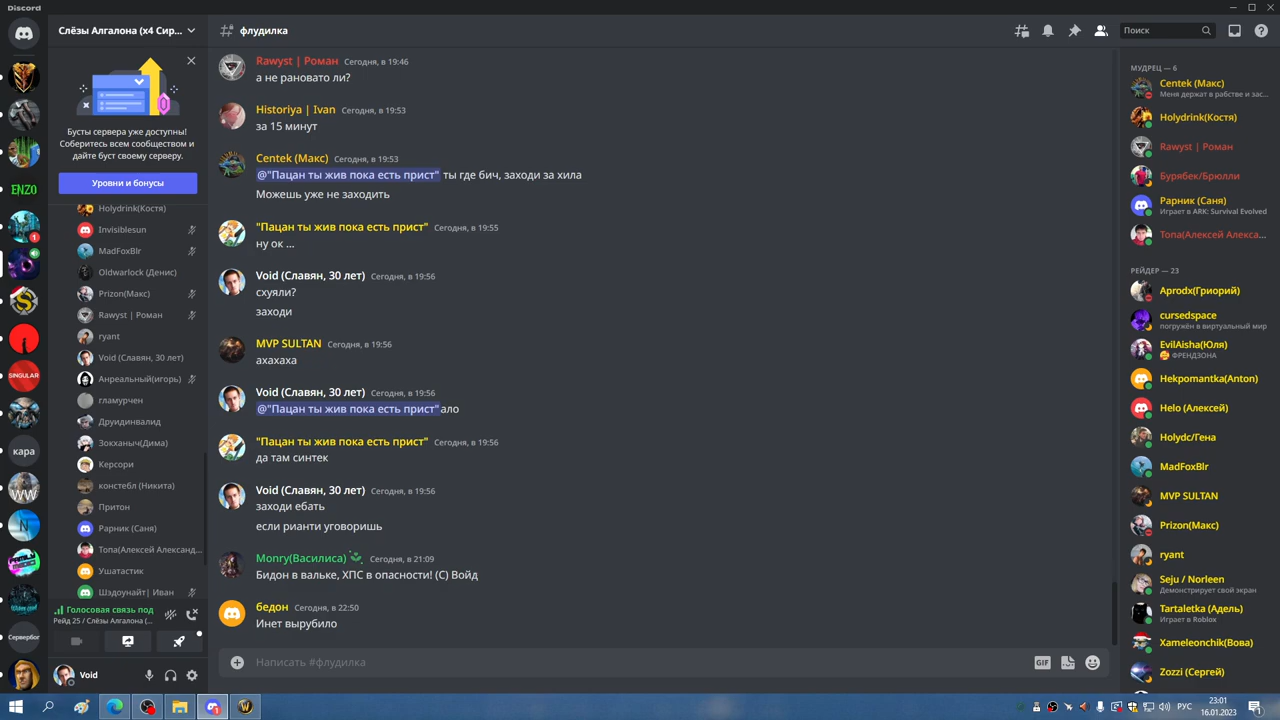 Discord
Слёзы Алгалона (x4 Сир...
флудилка
Поиск
Бусты сервера уже доступны!
Соберитесь всем сообществом и
дайте буст своему серверу.
Уровни и бонусы
Holydrink(Костя)
Invisiblesun
MadFoxBlr
Oldwarlock (Денис)
Prizon(Макс)
Rawyst | Роман
ryant
Void (Славян, 30 лет)
Анреальный(игорь)
гламурчен
Друидинвалид
Зокханыч(Дима)
Керсори
констебл (Никита)
Притон
Рарник (Саня)
Топа(Алексей Александ...
Ушатастик
Шэдоунайт| Иван
Голосовая связь под
Рейд 25 / Слёзы Алгалона (...
Void
ENZO
1
SINGULAR
кара
WW
Серверbot
Rawyst | Роман Сегодня, в 19:46
а не рановато ли?
Historiya | Ivan Сегодня, в 19:53
за 15 минут
Centek (Макс) Сегодня, в 19:53
@"Пацан ты жив пока есть прист" ты где бич, заходи за хила
Можешь уже не заходить
"Пацан ты жив пока есть прист" Сегодня, в 19:55
ну ок ...
Void (Славян, 30 лет) Сегодня, в 19:56
схуяли?
заходи
MVP SULTAN Сегодня, в 19:56
ахахаха
Void (Славян, 30 лет) Сегодня, в 19:56
@"Пацан ты жив пока есть прист"ало
"Пацан ты жив пока есть прист" Сегодня, в 19:56
да там синтек
Void (Славян, 30 лет) Сегодня, в 19:56
заходи ебать
если рианти уговоришь
Monry(Василиса) Сегодня, в 21:09
Бидон в вальке, ХПС в опасности! (С) Войд
бедон Сегодня, в 22:50
Инет вырубило
Написать #флудилка
GIF
МУДРЕЦ — 6
Centek (Макс)
Меня держат в рабстве и зас...
Holydrink(Костя)
Rawyst | Роман
Бурябек/Брюлли
Рарник (Саня)
Играет в ARK: Survival Evolved
Топа(Алексей Алекса...
РЕЙДЕР — 23
Aprodx(Гриорий)
cursedspace
погружён в виртуальный мир
EvilAisha(Юля)
ФРЕНДЗОНА
Hekpomantka(Anton)
Helo (Алексей)
Holydc/Гена
MadFoxBlr
MVP SULTAN
Prizon(Макс)
ryant
Seju / Norleen
Демонстрирует свой экран
Tartaletka (Адель)
Играет в Roblox
Xameleonchik(Вова)
Zozzi (Сергей)
РУС
23:01
16.01.2023
1